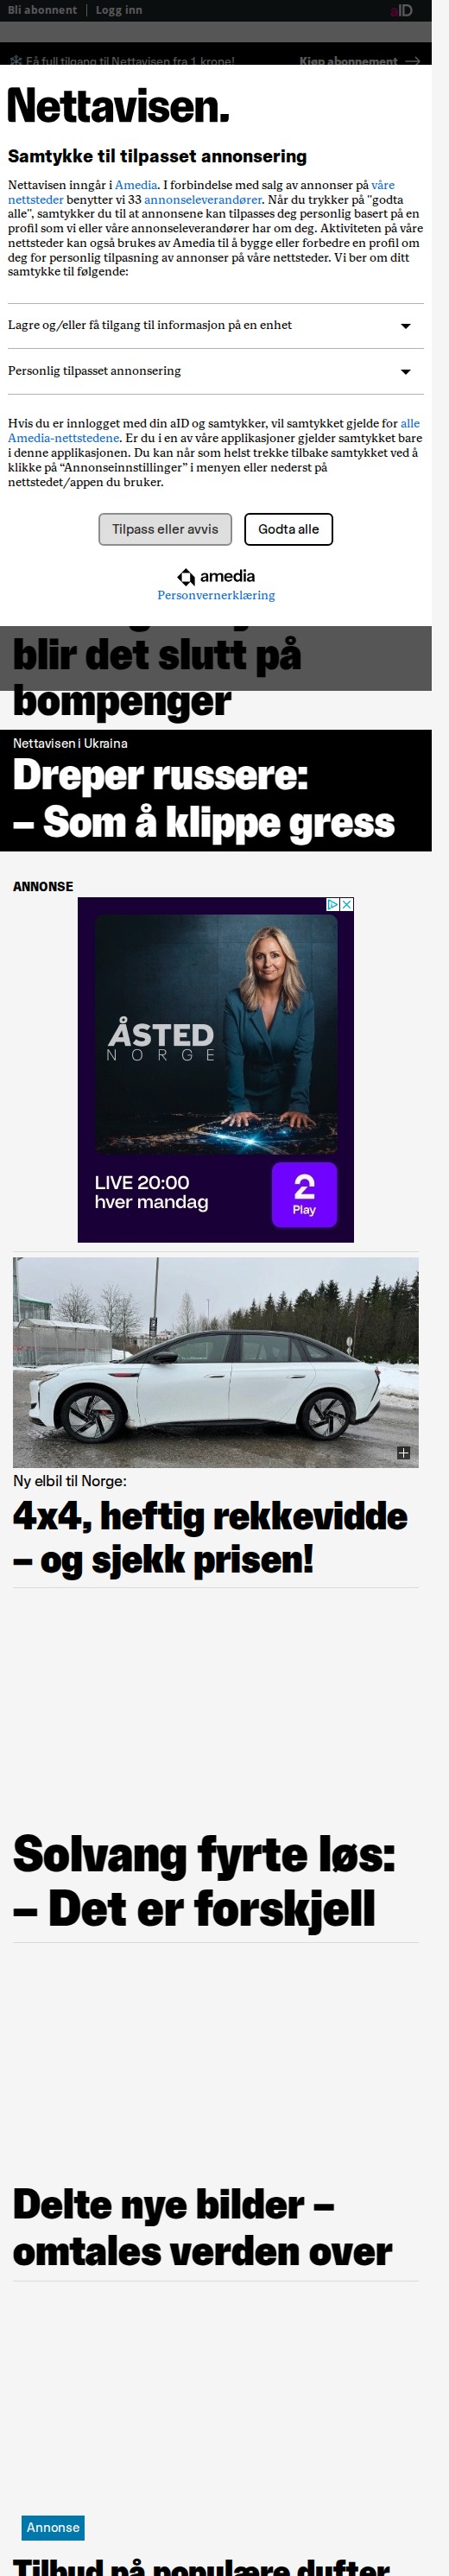 Bli abonnent | Logg inn aID
Få full tilgang til Nettavisen fra 1 krone! Kjøp abonnement
Nettavisen.
Samtykke til tilpasset annonsering
Nettavisen inngår i Amedia. I forbindelse med salg av annonser på våre
nettsteder benytter vi 33 annonseleverandører. Når du trykker på "godta
alle", samtykker du til at annonsene kan tilpasses deg personlig basert på en
profil som vi eller våre annonseleverandører har om deg. Aktiviteten på våre
nettsteder kan også brukes av Amedia til å bygge eller forbedre en profil om
deg for personlig tilpasning av annonser på våre nettsteder. Vi ber om ditt
samtykke til følgende:
Lagre og/eller få tilgang til informasjon på en enhet
Personlig tilpasset annonsering
Hvis du er innlogget med din aID og samtykker, vil samtykket gjelde for alle
Amedia-nettstedene. Er du i en av våre applikasjoner gjelder samtykket bare
i denne applikasjonen. Du kan når som helst trekke tilbake samtykket ved å
klikke på “Annonseinnstillinger” i menyen eller nederst på
nettstedet/appen du bruker.
Tilpass eller avvis Godta alle
amedia
Personvernerklæring
blir det slutt på
bompenger
Nettavisen i Ukraina
Dreper russere:
– Som å klippe gress
ANNONSE
ÅSTED
NORGE
LIVE 20:00
hver mandag
2
Play
Ny elbil til Norge:
4x4, heftig rekkevidde
– og sjekk prisen!
Solvang fyrte løs:
– Det er forskjell
Delte nye bilder –
omtales verden over
Annonse
Tilbud på populære dufter